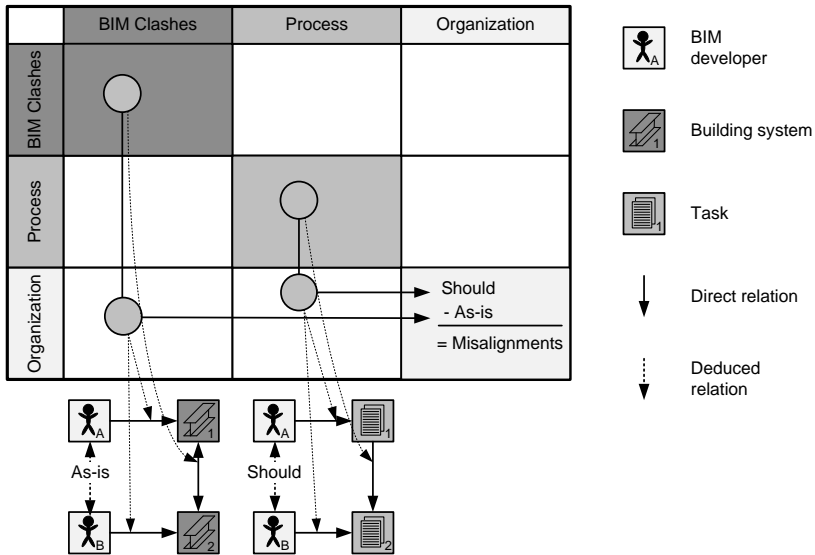 BIM Clashes
Process
Organization
BIM Clashes
Process
Organization
Should
- As-is
= Misalignments
A
1
As-is
B
2
A
1
Should
B
2
A
BIM
developer
1
Building system
1
Task
Direct relation
Deduced
relation